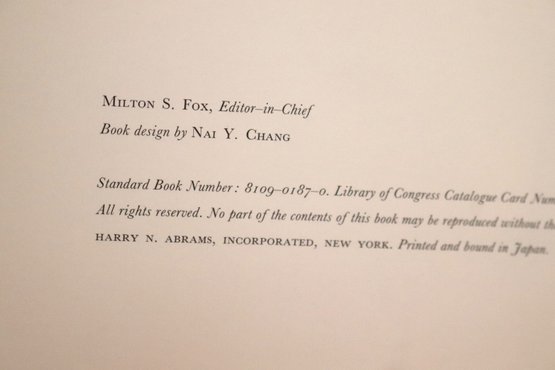 MILTON S. FOX, Editor–in–Chief
Book design by NAI Y. CHANG
Standard Book Number: 8109–0187–0. Library of Congress Catalogue Card Num
All rights reserved. No part of the contents of this book may be reproduced without th
HARRY N. ABRAMS, INCORPORATED, NEW YORK. Printed and bound in Japan.